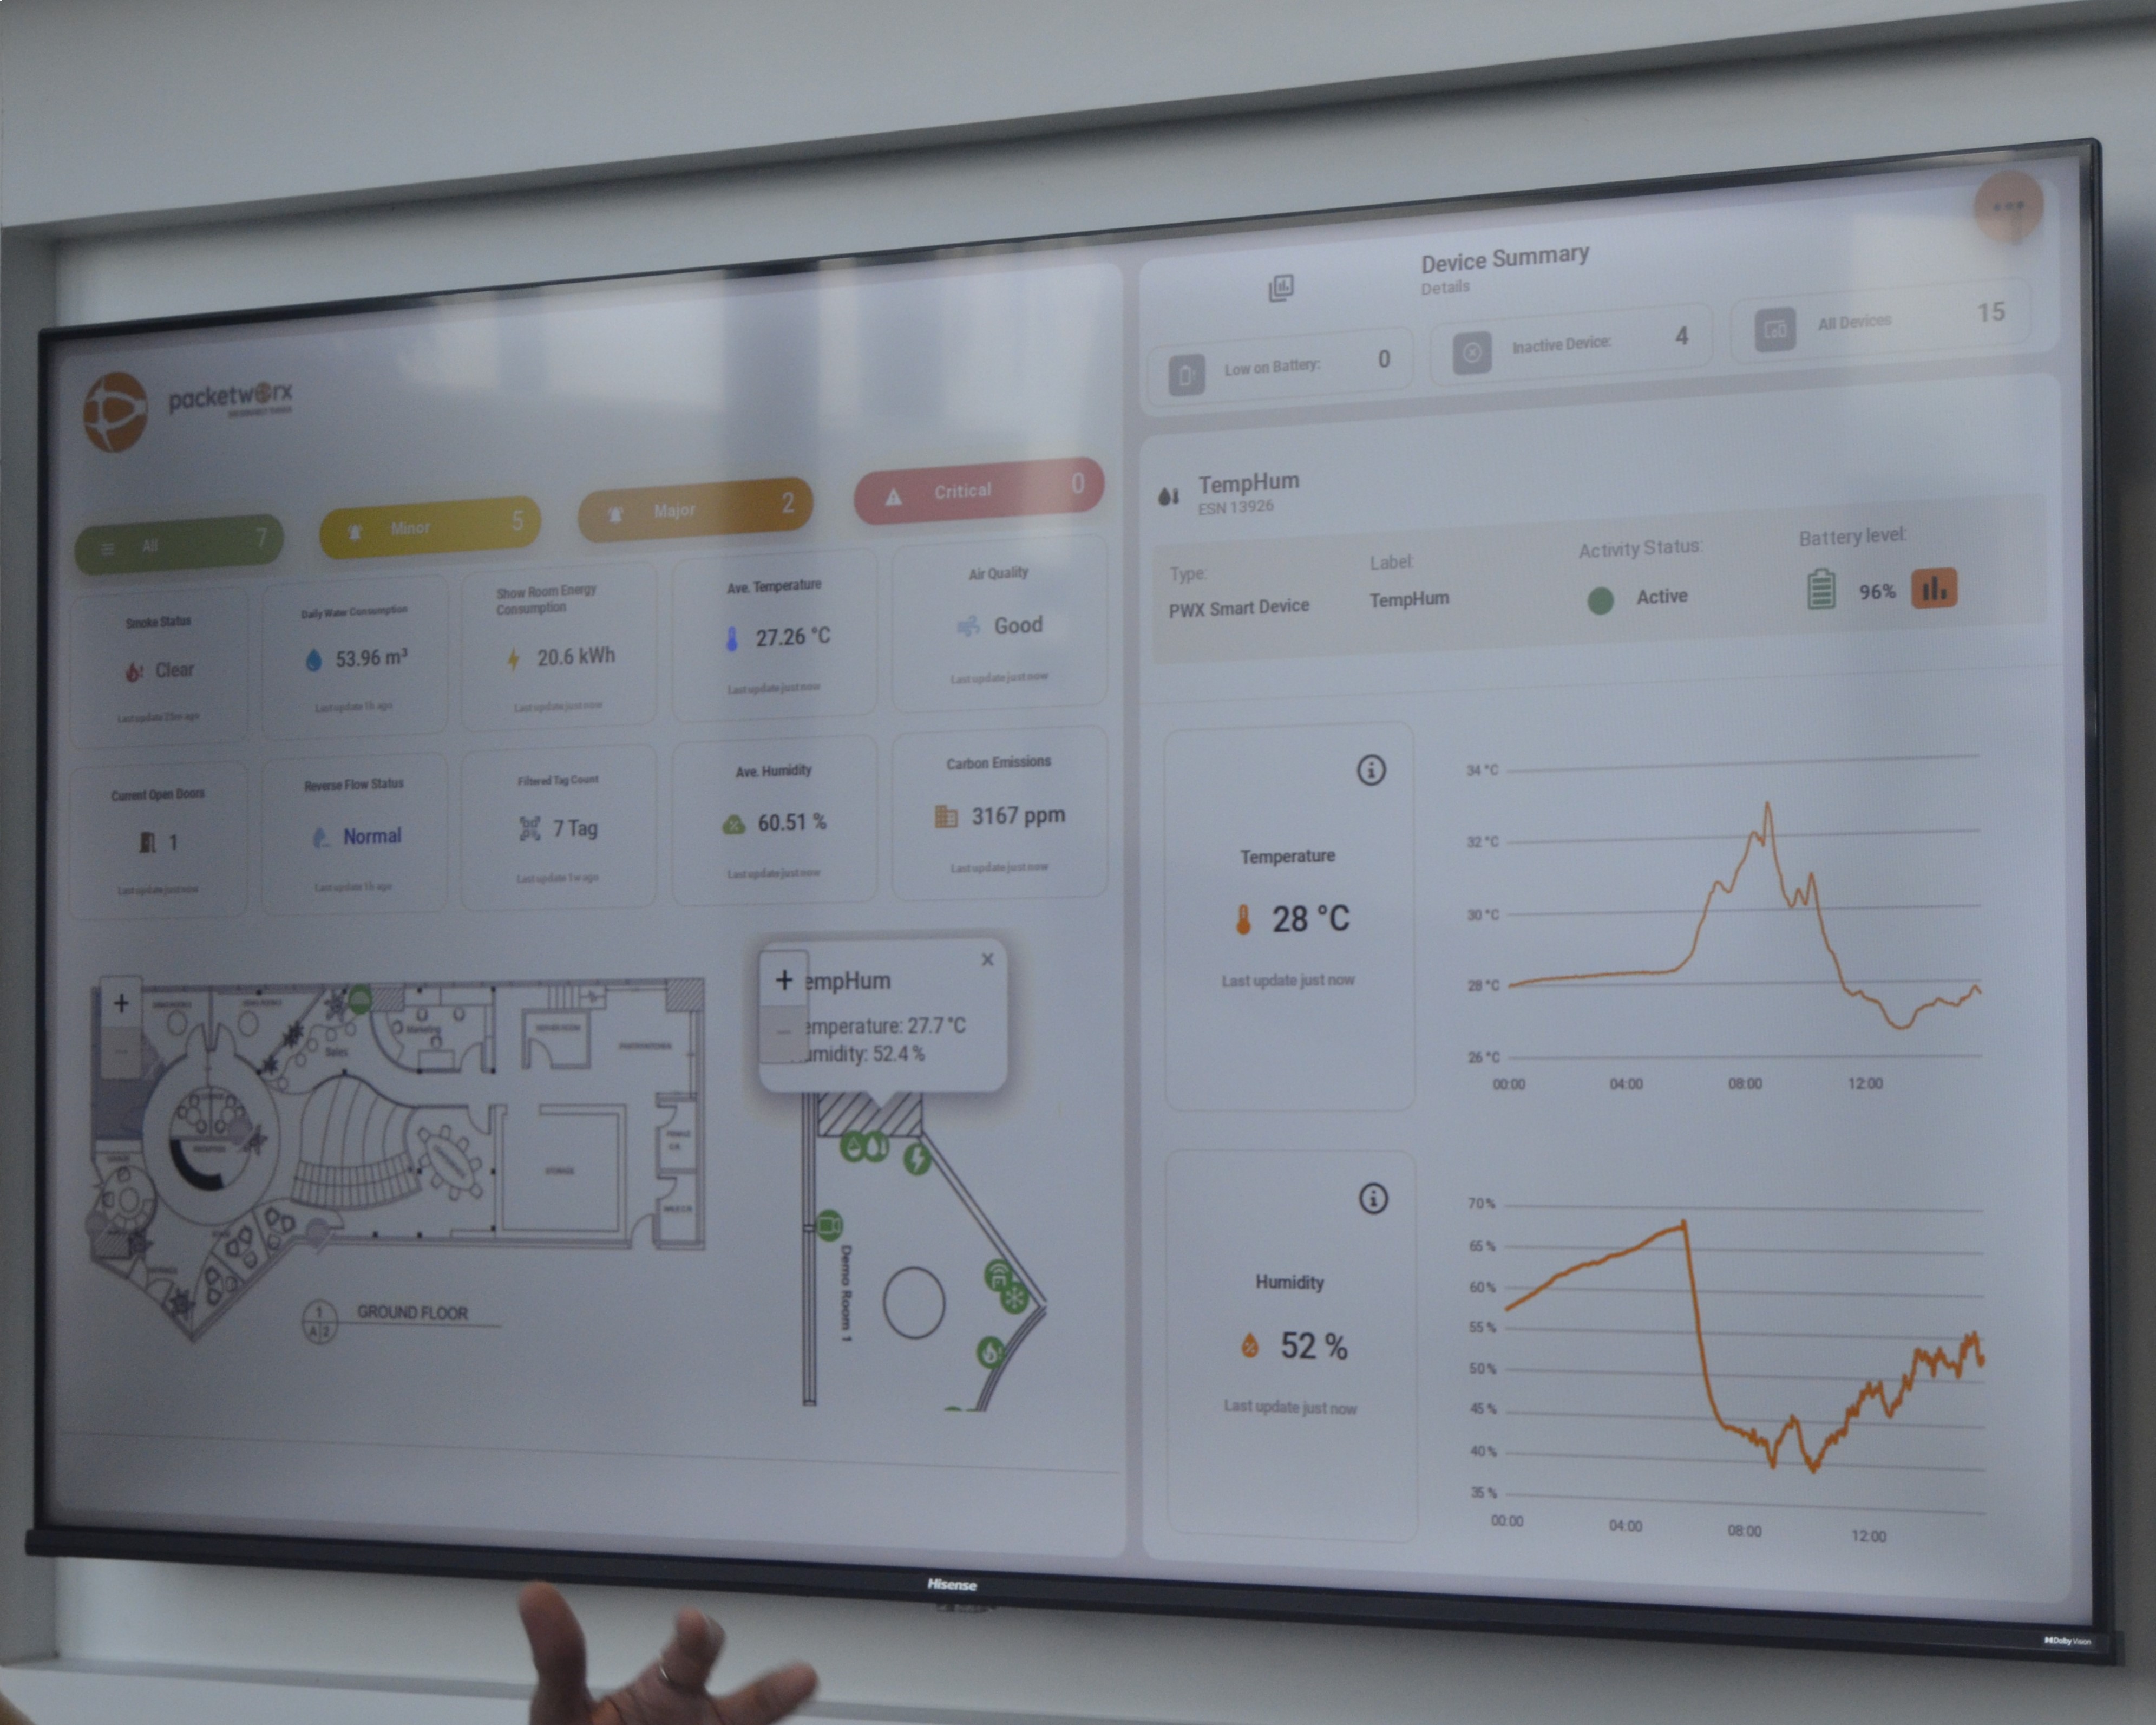 packetworx
All 7
Minor 5
Major 2
Critical 0
Smoke Status
Clear
Daily Water Consumption
53.96 m³
Last update 1h ago
Show Room Energy
Consumption
20.6 kWh
Last update just now
Ave. Temperature
27.26 °C
Last update just now
Air Quality
Good
Last update just now
Current Open Doors
1
Last update just now
Reverse Flow Status
Normal
Last update 1h ago
Filtered Tag Count
7 Tag
Last update 1w ago
Ave. Humidity
60.51 %
Last update just now
Carbon Emissions
3167 ppm
Last update just now
+
−
Sales
Marketing
STORAGE
1
A 2
GROUND FLOOR
+
−
empHum
×
emperature: 27.7 °C
umidity: 52.4 %
Demo Room 1
Device Summary
Details
Low on Battery: 0
Inactive Device: 4
All Devices 15
TempHum
ESN 13926
Type:
PWX Smart Device
Label:
TempHum
Activity Status:
Active
Battery level:
96%
Temperature
28 °C
Last update just now
34 °C
32 °C
30 °C
28 °C
26 °C
00:00 04:00 08:00 12:00
Humidity
52 %
Last update just now
70 %
65 %
60 %
55 %
50 %
45 %
40 %
35 %
00:00 04:00 08:00 12:00
Hisense
Dolby Vision